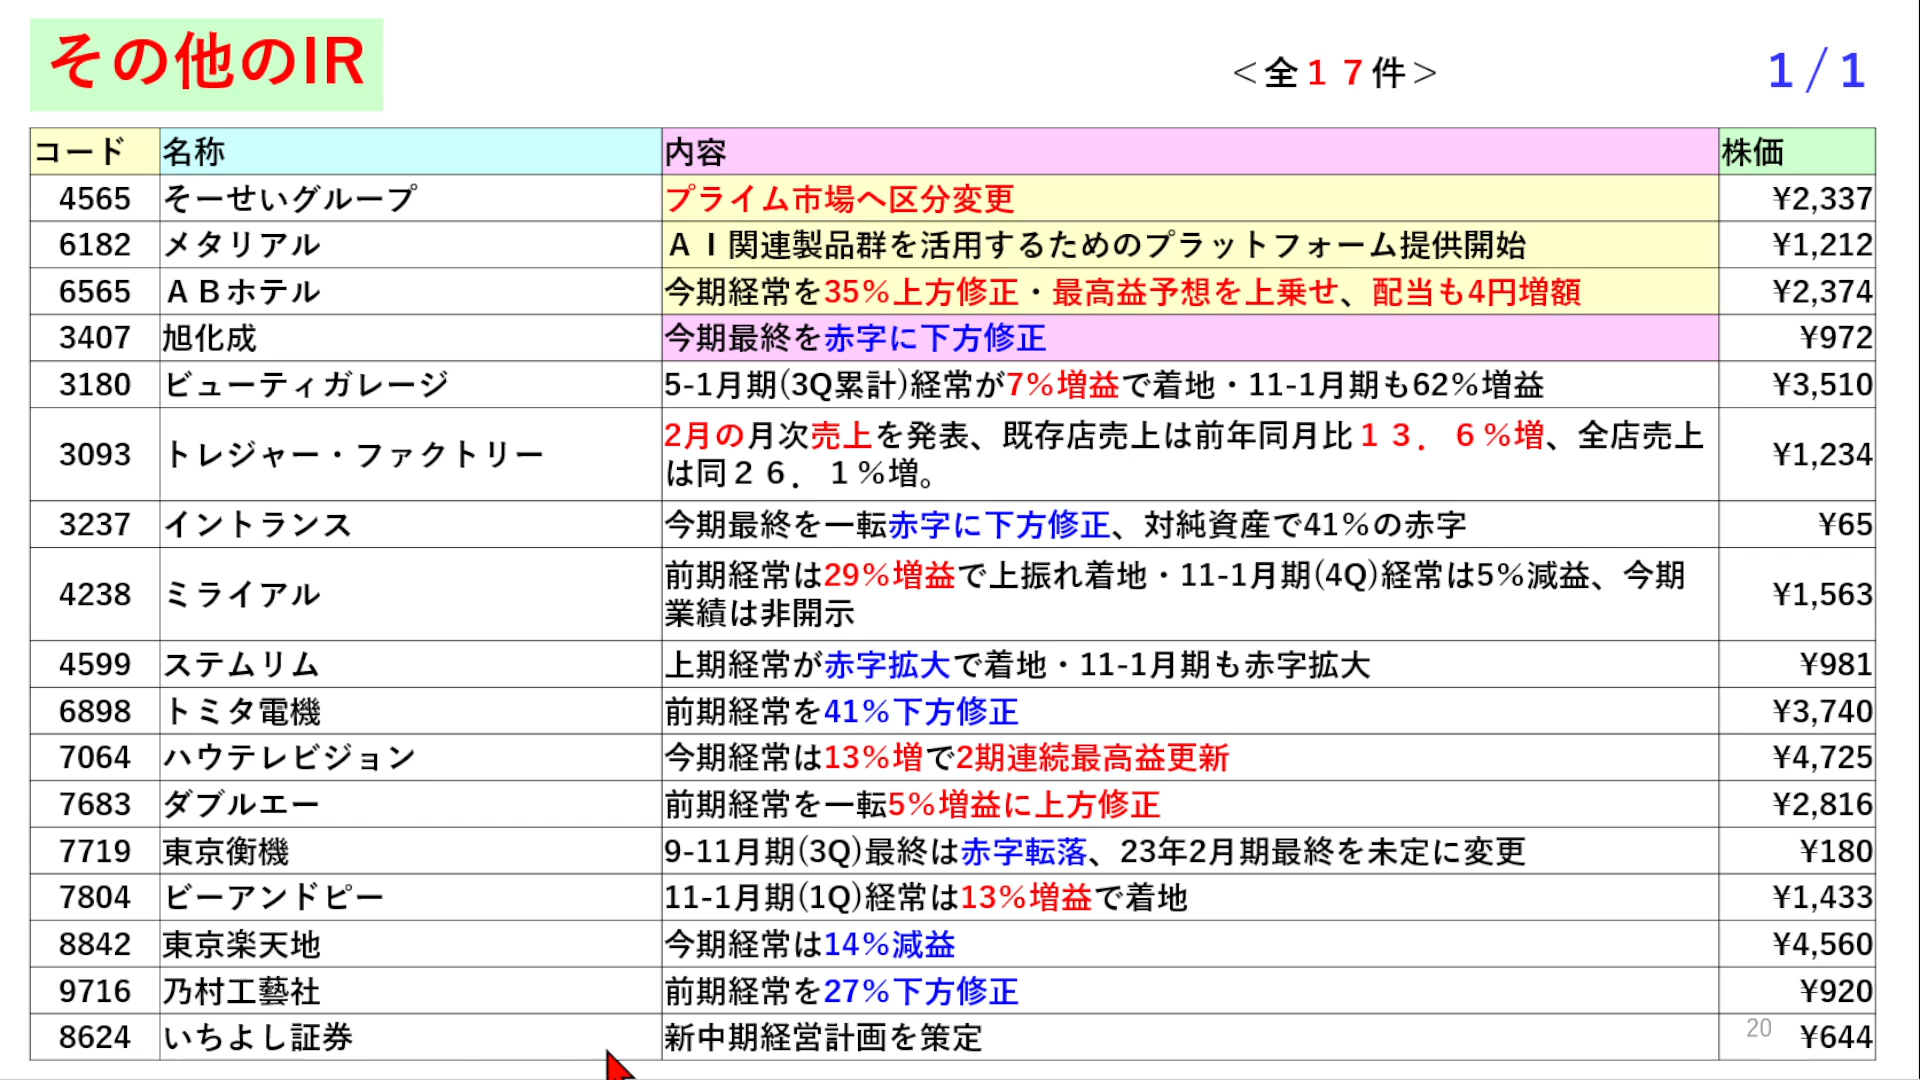 その他のIR
＜全１７件＞
1/1
コード 名称 内容 株価
4565 そーせいグループ プライム市場へ区分変更 ¥2,337
6182 メタリアル ＡＩ関連製品群を活用するためのプラットフォーム提供開始 ¥1,212
6565 ＡＢホテル 今期経常を35%上方修正・最高益予想を上乗せ、配当も4円増額 ¥2,374
3407 旭化成 今期最終を赤字に下方修正 ¥972
3180 ビューティガレージ 5-1月期(3Q累計)経常が7%増益で着地・11-1月期も62%増益 ¥3,510
3093 トレジャー・ファクトリー 2月の月次売上を発表、既存店売上は前年同月比１３．６％増、全店売上
は同２６．１％増。 ¥1,234
3237 イントランス 今期最終を一転赤字に下方修正、対純資産で41%の赤字 ¥65
4238 ミライアル 前期経常は29%増益で上振れ着地・11-1月期(4Q)経常は5%減益、今期
業績は非開示 ¥1,563
4599 ステムリム 上期経常が赤字拡大で着地・11-1月期も赤字拡大 ¥981
6898 トミタ電機 前期経常を41%下方修正 ¥3,740
7064 ハウテレビジョン 今期経常は13%増で2期連続最高益更新 ¥4,725
7683 ダブルエー 前期経常を一転5%増益に上方修正 ¥2,816
7719 東京衡機 9-11月期(3Q)最終は赤字転落、23年2月期最終を未定に変更 ¥180
7804 ビーアンドピー 11-1月期(1Q)経常は13%増益で着地 ¥1,433
8842 東京楽天地 今期経常は14%減益 ¥4,560
9716 乃村工藝社 前期経常を27%下方修正 ¥920
8624 いちよし証券 新中期経営計画を策定 ¥644
20